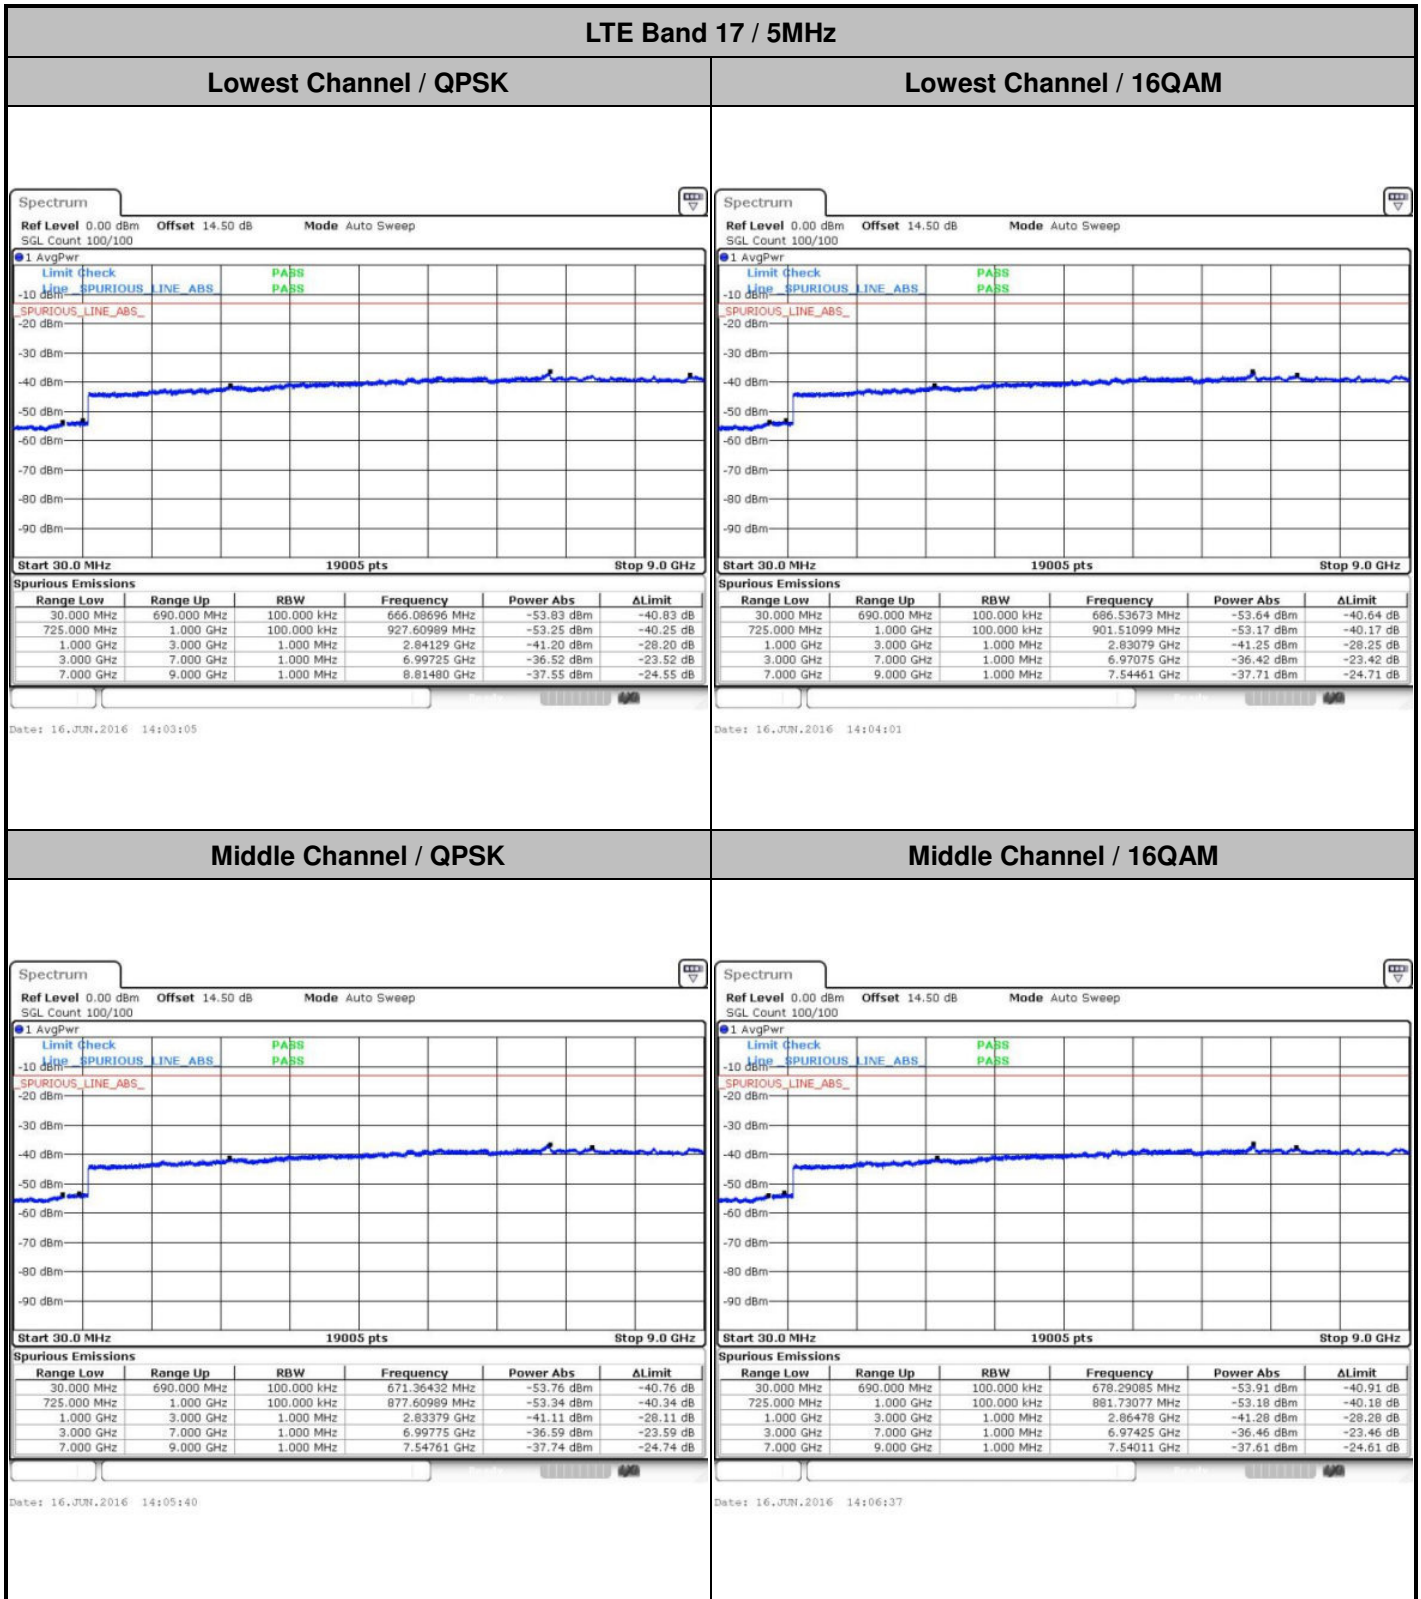 LTE Band 17 / 5MHz
Lowest Channel / QPSK
Lowest Channel / 16QAM
Spectrum
Ref Level 0.00 dBm Offset 14.50 dB Mode Auto Sweep
SGL Count 100/100
1 AvgPwr
Limit Check PASS
Line _SPURIOUS_LINE_ABS_ PASS
-10 dBm
_SPURIOUS_LINE_ABS_
-20 dBm
-30 dBm
-40 dBm
-50 dBm
-60 dBm
-70 dBm
-80 dBm
-90 dBm
Start 30.0 MHz 19005 pts Stop 9.0 GHz
Spurious Emissions
Range Low Range Up RBW Frequency Power Abs ΔLimit
30.000 MHz 690.000 MHz 100.000 kHz 666.08696 MHz -53.83 dBm -40.83 dB
725.000 MHz 1.000 GHz 100.000 kHz 927.60989 MHz -53.25 dBm -40.25 dB
1.000 GHz 3.000 GHz 1.000 MHz 2.84129 GHz -41.20 dBm -28.20 dB
3.000 GHz 7.000 GHz 1.000 MHz 6.99725 GHz -36.52 dBm -23.52 dB
7.000 GHz 9.000 GHz 1.000 MHz 8.81480 GHz -37.55 dBm -24.55 dB
Date: 16.JUN.2016 14:03:05
Spectrum
Ref Level 0.00 dBm Offset 14.50 dB Mode Auto Sweep
SGL Count 100/100
1 AvgPwr
Limit Check PASS
Line _SPURIOUS_LINE_ABS_ PASS
-10 dBm
_SPURIOUS_LINE_ABS_
-20 dBm
-30 dBm
-40 dBm
-50 dBm
-60 dBm
-70 dBm
-80 dBm
-90 dBm
Start 30.0 MHz 19005 pts Stop 9.0 GHz
Spurious Emissions
Range Low Range Up RBW Frequency Power Abs ΔLimit
30.000 MHz 690.000 MHz 100.000 kHz 686.53673 MHz -53.64 dBm -40.64 dB
725.000 MHz 1.000 GHz 100.000 kHz 901.51099 MHz -53.17 dBm -40.17 dB
1.000 GHz 3.000 GHz 1.000 MHz 2.83079 GHz -41.25 dBm -28.25 dB
3.000 GHz 7.000 GHz 1.000 MHz 6.97075 GHz -36.42 dBm -23.42 dB
7.000 GHz 9.000 GHz 1.000 MHz 7.54461 GHz -37.71 dBm -24.71 dB
Date: 16.JUN.2016 14:04:01
Middle Channel / QPSK
Middle Channel / 16QAM
Spectrum
Ref Level 0.00 dBm Offset 14.50 dB Mode Auto Sweep
SGL Count 100/100
1 AvgPwr
Limit Check PASS
Line _SPURIOUS_LINE_ABS_ PASS
-10 dBm
_SPURIOUS_LINE_ABS_
-20 dBm
-30 dBm
-40 dBm
-50 dBm
-60 dBm
-70 dBm
-80 dBm
-90 dBm
Start 30.0 MHz 19005 pts Stop 9.0 GHz
Spurious Emissions
Range Low Range Up RBW Frequency Power Abs ΔLimit
30.000 MHz 690.000 MHz 100.000 kHz 671.36432 MHz -53.76 dBm -40.76 dB
725.000 MHz 1.000 GHz 100.000 kHz 877.60989 MHz -53.34 dBm -40.34 dB
1.000 GHz 3.000 GHz 1.000 MHz 2.83379 GHz -41.11 dBm -28.11 dB
3.000 GHz 7.000 GHz 1.000 MHz 6.99775 GHz -36.59 dBm -23.59 dB
7.000 GHz 9.000 GHz 1.000 MHz 7.54761 GHz -37.74 dBm -24.74 dB
Date: 16.JUN.2016 14:05:40
Spectrum
Ref Level 0.00 dBm Offset 14.50 dB Mode Auto Sweep
SGL Count 100/100
1 AvgPwr
Limit Check PASS
Line _SPURIOUS_LINE_ABS_ PASS
-10 dBm
_SPURIOUS_LINE_ABS_
-20 dBm
-30 dBm
-40 dBm
-50 dBm
-60 dBm
-70 dBm
-80 dBm
-90 dBm
Start 30.0 MHz 19005 pts Stop 9.0 GHz
Spurious Emissions
Range Low Range Up RBW Frequency Power Abs ΔLimit
30.000 MHz 690.000 MHz 100.000 kHz 678.29085 MHz -53.91 dBm -40.91 dB
725.000 MHz 1.000 GHz 100.000 kHz 881.73077 MHz -53.18 dBm -40.18 dB
1.000 GHz 3.000 GHz 1.000 MHz 2.86478 GHz -41.28 dBm -28.28 dB
3.000 GHz 7.000 GHz 1.000 MHz 6.97425 GHz -36.46 dBm -23.46 dB
7.000 GHz 9.000 GHz 1.000 MHz 7.54011 GHz -37.61 dBm -24.61 dB
Date: 16.JUN.2016 14:06:37